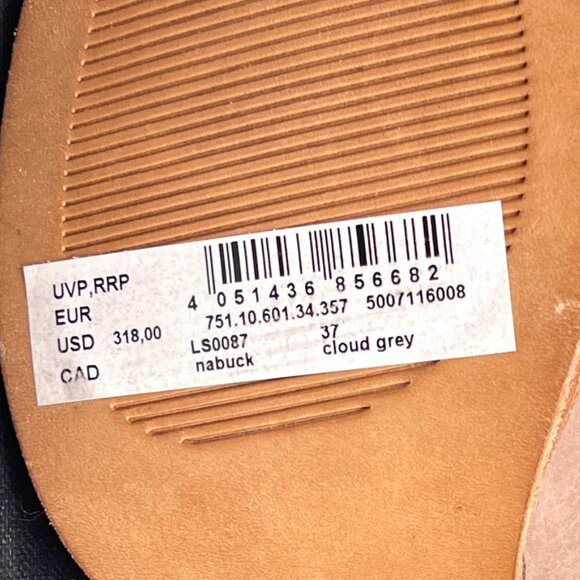 UVP,RRP
EUR
USD 318,00
CAD
4 051436 856682
751.10.601.34.357 5007116008
LS0087 37
nabuck cloud grey